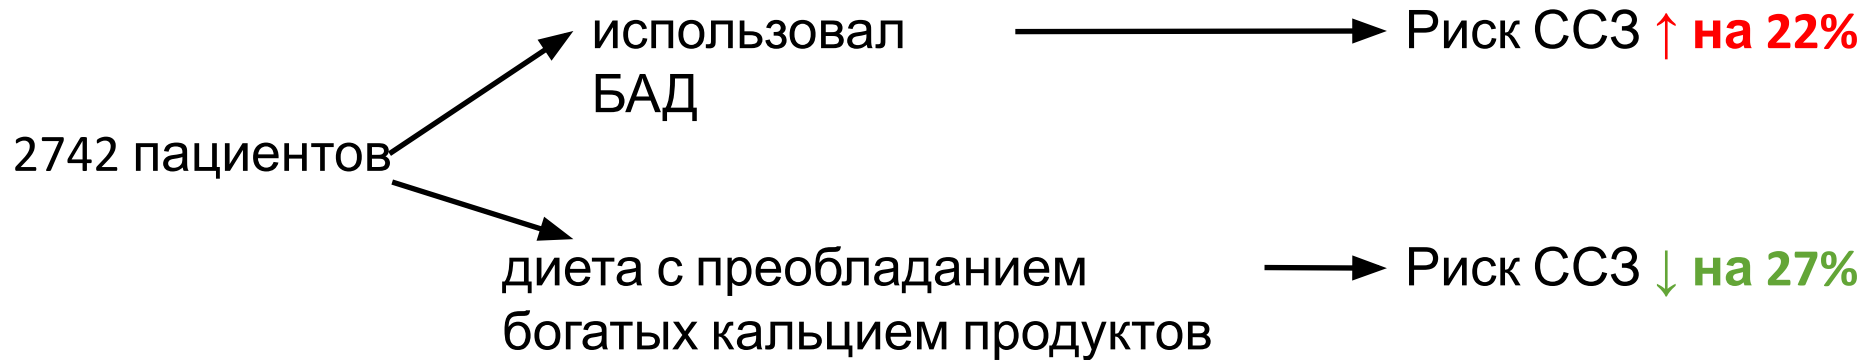 использовал
БАД
Риск ССЗ ↑ на 22%
2742 пациентов
диета с преобладанием
богатых кальцием продуктов
Риск ССЗ ↓ на 27%